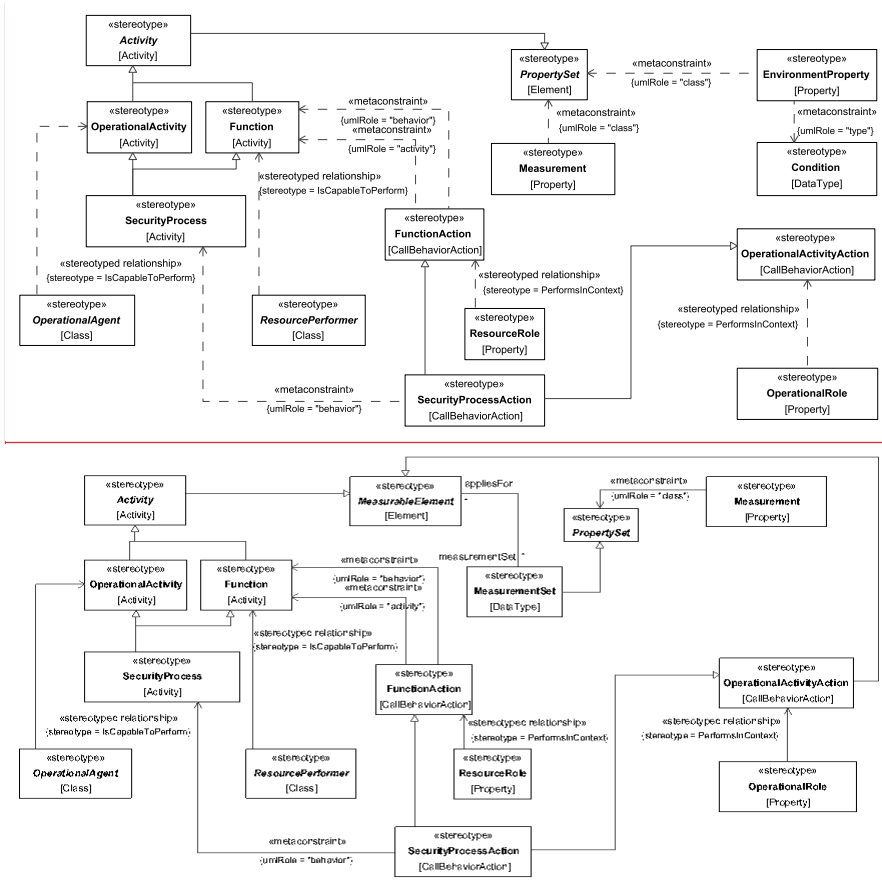 «stereotype»
Activity
[Activity]
«stereotype»
PropertySet
[Element]
«metaconstraint»
{umlRole = "class"}
«stereotype»
EnvironmentProperty
[Property]
«stereotype»
OperationalActivity
[Activity]
«stereotype»
Function
[Activity]
«metaconstraint»
{umlRole = "behavior"}
«metaconstraint»
{umlRole = "activity"}
«metaconstraint»
{umlRole = "class"}
«metaconstraint»
{umlRole = "type"}
«stereotype»
Measurement
[Property]
«stereotype»
Condition
[DataType]
«stereotyped relationship»
{stereotype = IsCapableToPerform}
«stereotype»
SecurityProcess
[Activity]
«stereotype»
FunctionAction
[CallBehaviorAction]
«stereotype»
OperationalActivityAction
[CallBehaviorAction]
«stereotyped relationship»
{stereotype = IsCapableToPerform}
«stereotyped relationship»
{stereotype = PerformsInContext}
«stereotype»
OperationalAgent
[Class]
«stereotype»
ResourcePerformer
[Class]
«stereotype»
ResourceRole
[Property]
«stereotyped relationship»
{stereotype = PerformsInContext}
«metaconstraint»
{umlRole = "behavior"}
«stereotype»
SecurityProcessAction
[CallBehaviorAction]
«stereotype»
OperationalRole
[Property]
«stereotype»
Activity
[Activity]
«stereotype»
MeasurableElement
[Element]
appliesFor
*
«metaconstraint»
{umlRole = "class"}
«stereotype»
Measurement
[Property]
«stereotype»
PropertySet
measurementSet *
«stereotype»
OperationalActivity
[Activity]
«stereotype»
Function
[Activity]
«metaconstraint»
{umlRole = "behavior"}
«metaconstraint»
{umlRole = "activity"}
«stereotype»
MeasurementSet
[DataType]
«stereotypec relationship»
{stereotype = IsCapableToPerform}
«stereotype»
SecurityProcess
[Activity]
«stereotype»
FunctionAction
[CallBehaviorAction]
«stereotype»
OperationalActivityAction
[CallBehaviorAction]
«stereotypec relationship»
{stereotype = IsCapableToPerform}
«stereotypec relationship»
{stereotype = PerformsInContext}
«stereotypec relationship»
{stereotype = PerformsInContext}
«stereotype»
OperationalAgent
[Class]
«stereotype»
ResourcePerformer
[Class]
«stereotype»
ResourceRole
[Property]
«stereotype»
OperationalRole
[Property]
«metaconstraint»
{umlRole = "behavior"}
«stereotype»
SecurityProcessAction
[CallBehaviorAction]